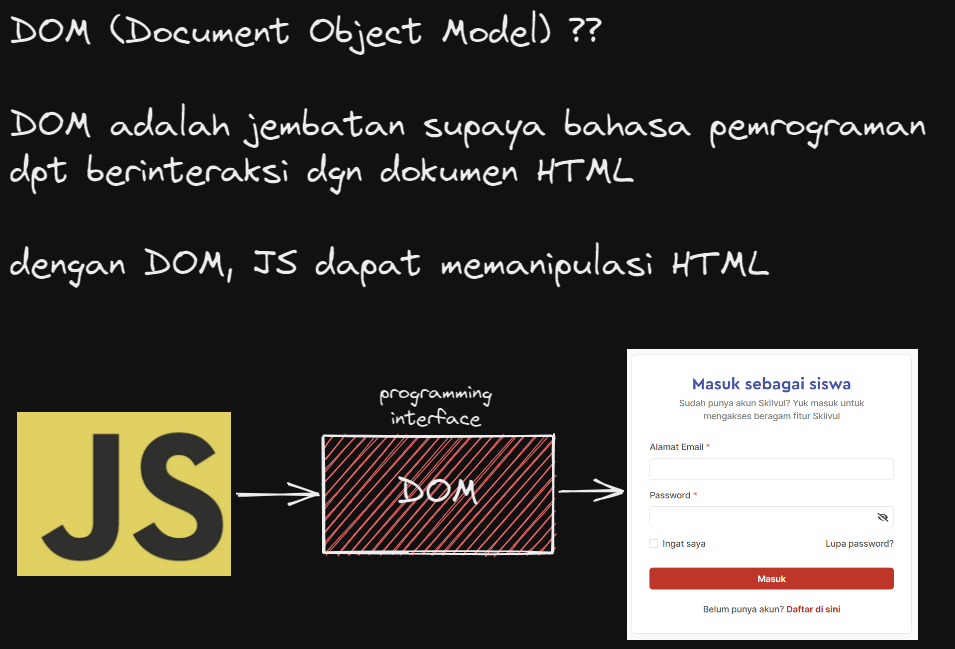 DOM (Document Object Model) ??
DOM adalah jembatan supaya bahasa pemrograman
dpt berinteraksi dgn dokumen HTML
dengan DOM, JS dapat memanipulasi HTML
programming
interface
JS
DOM
Masuk sebagai siswa
Sudah punya akun Skilvul? Yuk masuk untuk
mengakses beragam fitur Skilvul
Alamat Email *
Password *
Ingat saya
Lupa password?
Masuk
Belum punya akun? Daftar di sini